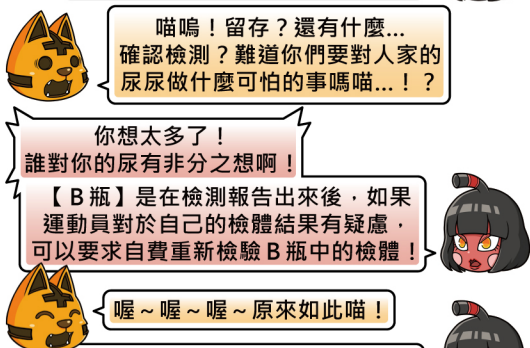 喵嗚！留存？還有什麼...
確認檢測？難道你們要對人家的
尿尿做什麼可怕的事嗎喵...！？
你想太多了！
誰對你的尿有非分之想啊！
【B瓶】是在檢測報告出來後，如果
運動員對於自己的檢體結果有疑慮，
可以要求自費重新檢驗B瓶中的檢體！
喔～喔～喔～原來如此喵！